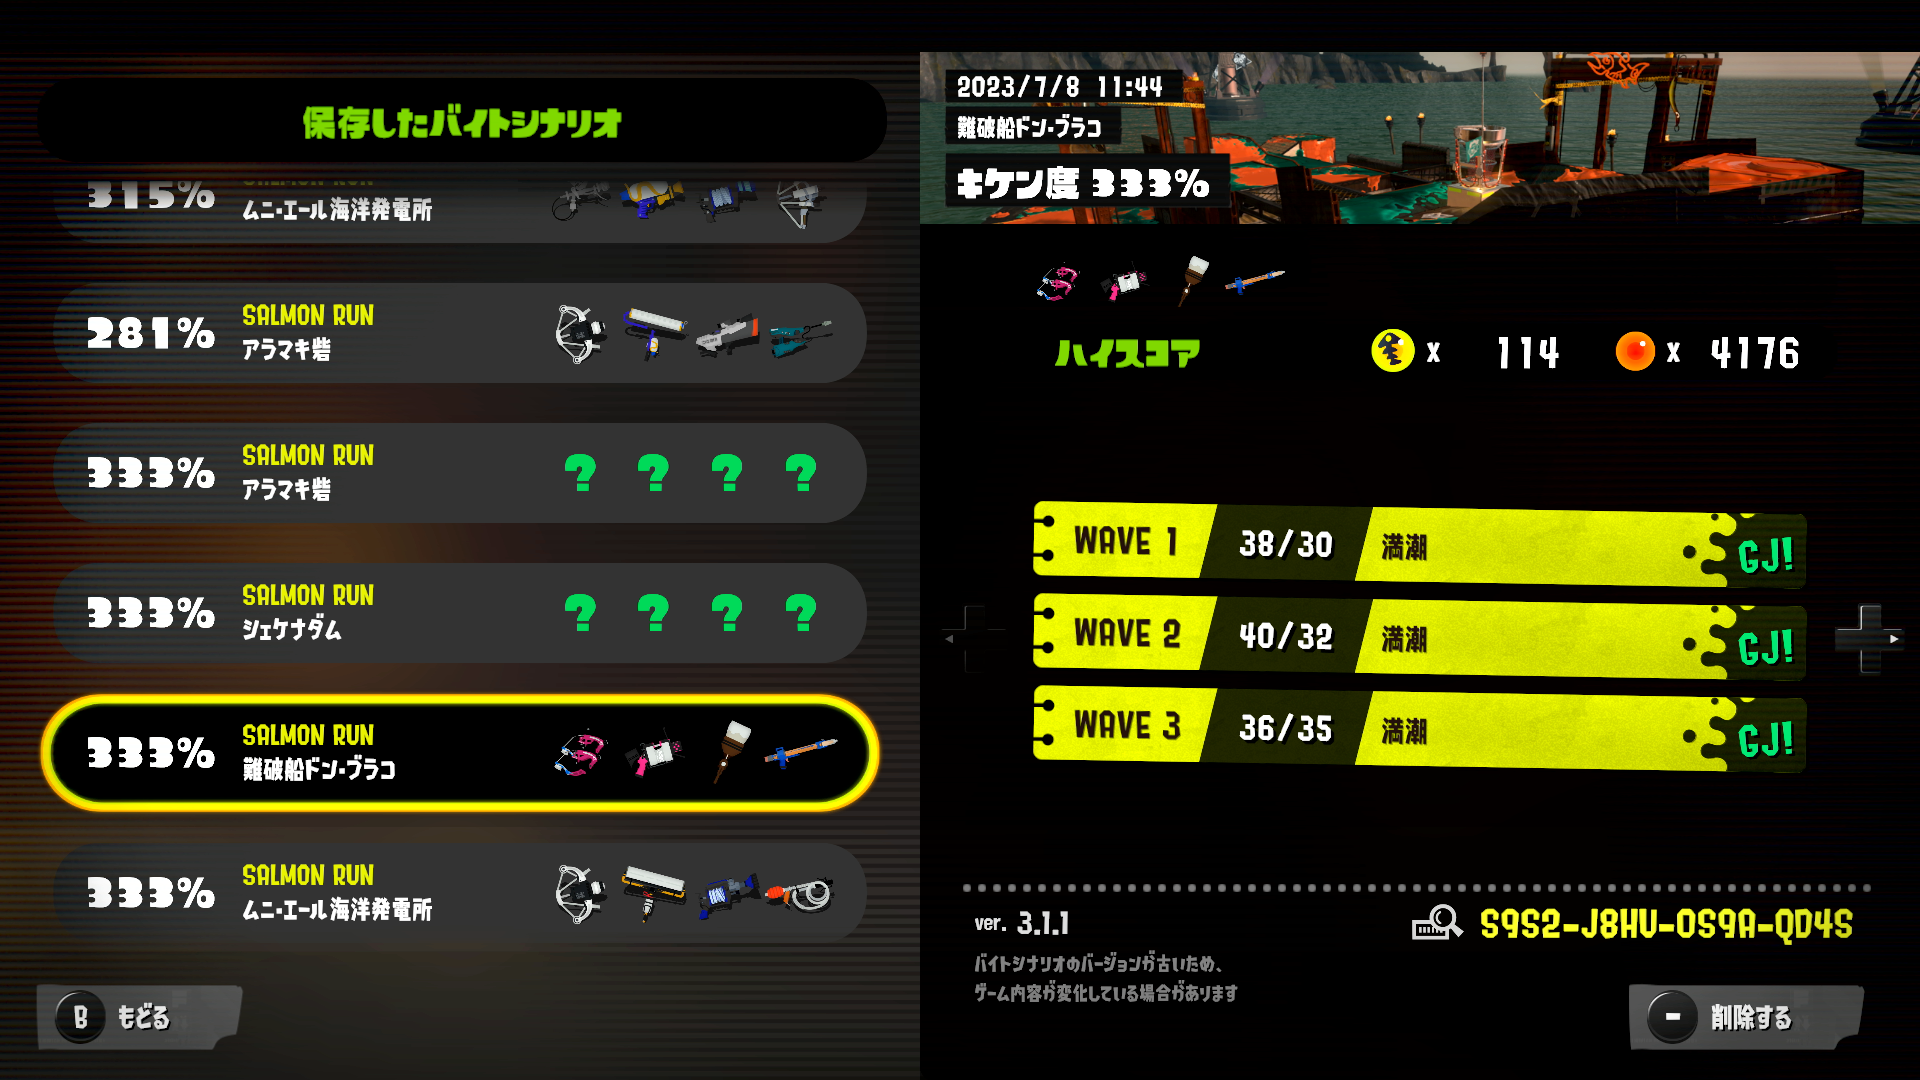 保存したバイトシナリオ
315%
SALMON RUN
ムニ・エール海洋発電所
281%
SALMON RUN
アラマキ砦
333%
SALMON RUN
アラマキ砦
? ? ? ?
333%
SALMON RUN
シェケナダム
? ? ? ?
333%
SALMON RUN
難破船ドン・ブラコ
333%
SALMON RUN
ムニ・エール海洋発電所
B もどる
2023/7/8 11:44
難破船ドン・ブラコ
キケン度 333%
ハイスコア x 114 x 4176
WAVE 1 38/30 満潮 GJ!
WAVE 2 40/32 満潮 GJ!
WAVE 3 36/35 満潮 GJ!
ver. 3.1.1
S9S2-J8HV-0S9A-QD4S
バイトシナリオのバージョンが古いため、
ゲーム内容が変化している場合があります
- 削除する